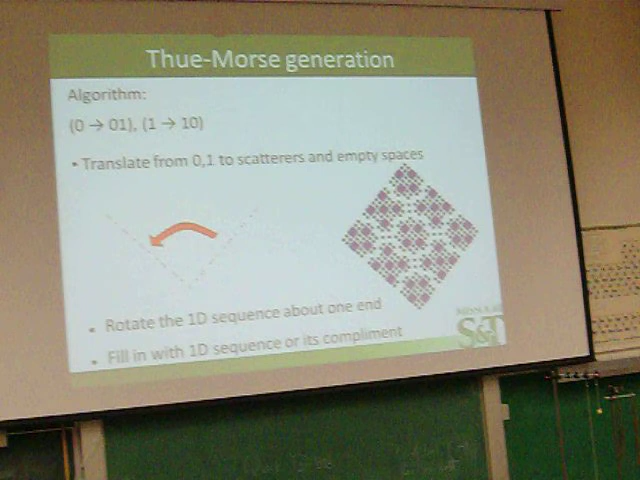 Thue-Morse generation
Algorithm:
(0 → 01), (1 → 10)
• Translate from 0,1 to scatterers and empty spaces
• Rotate the 1D sequence about one end
• Fill in with 1D sequence or its compliment
S&T